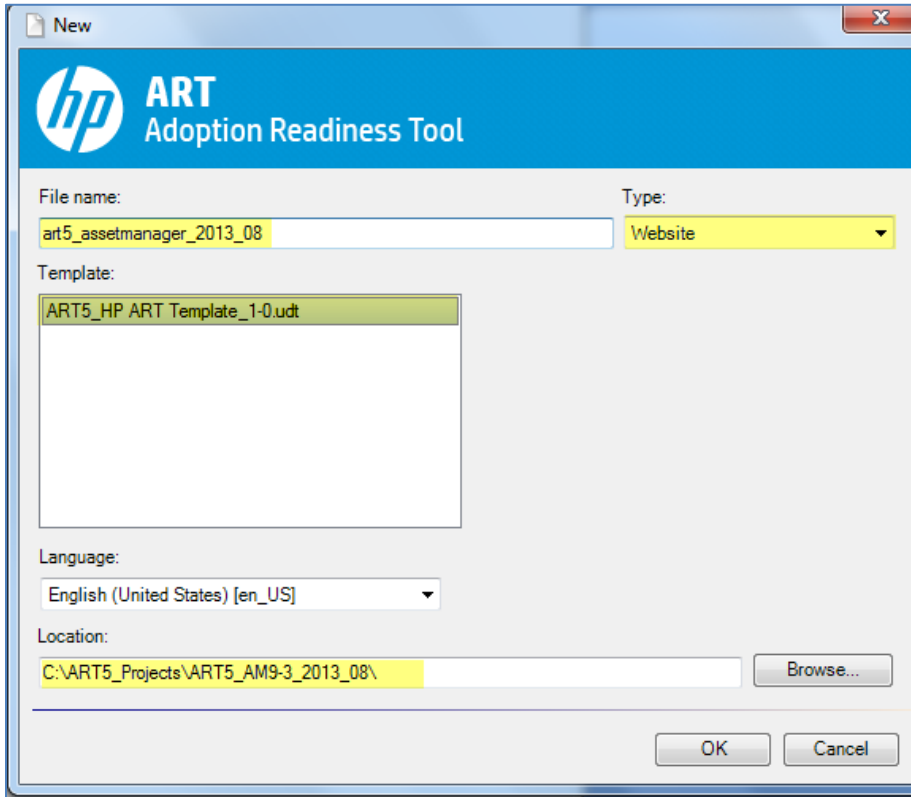 New
hp
ART
Adoption Readiness Tool
File name:
Type:
art5_assetmanager_2013_08
Website
Template:
ART5_HP ART Template_1-0.udt
Language:
English (United States) [en_US]
Location:
C:\ART5_Projects\ART5_AM9-3_2013_08\
Browse...
OK
Cancel